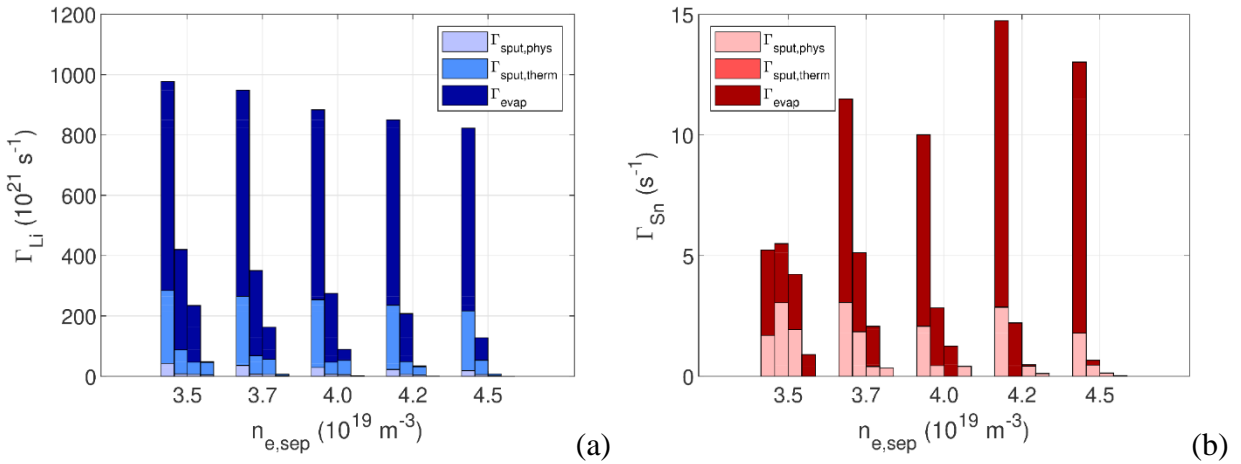 1200
1000
800
600
400
200
0
Γ_Li (10^21 s^-1)
Γ_sput,phys
Γ_sput,therm
Γ_evap
3.5 3.7 4.0 4.2 4.5
n_e,sep (10^19 m^-3)
(a)
15
10
5
0
Γ_Sn (s^-1)
Γ_sput,phys
Γ_sput,therm
Γ_evap
3.5 3.7 4.0 4.2 4.5
n_e,sep (10^19 m^-3)
(b)